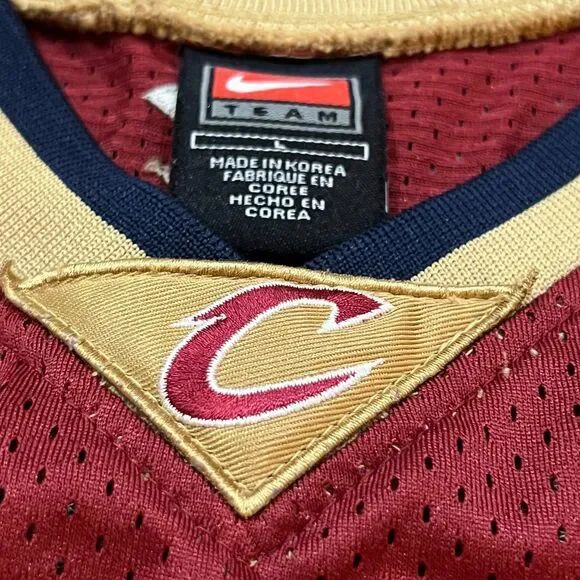 TEAM
L
MADE IN KOREA
FABRIQUE EN
COREE
HECHO EN
COREA
C